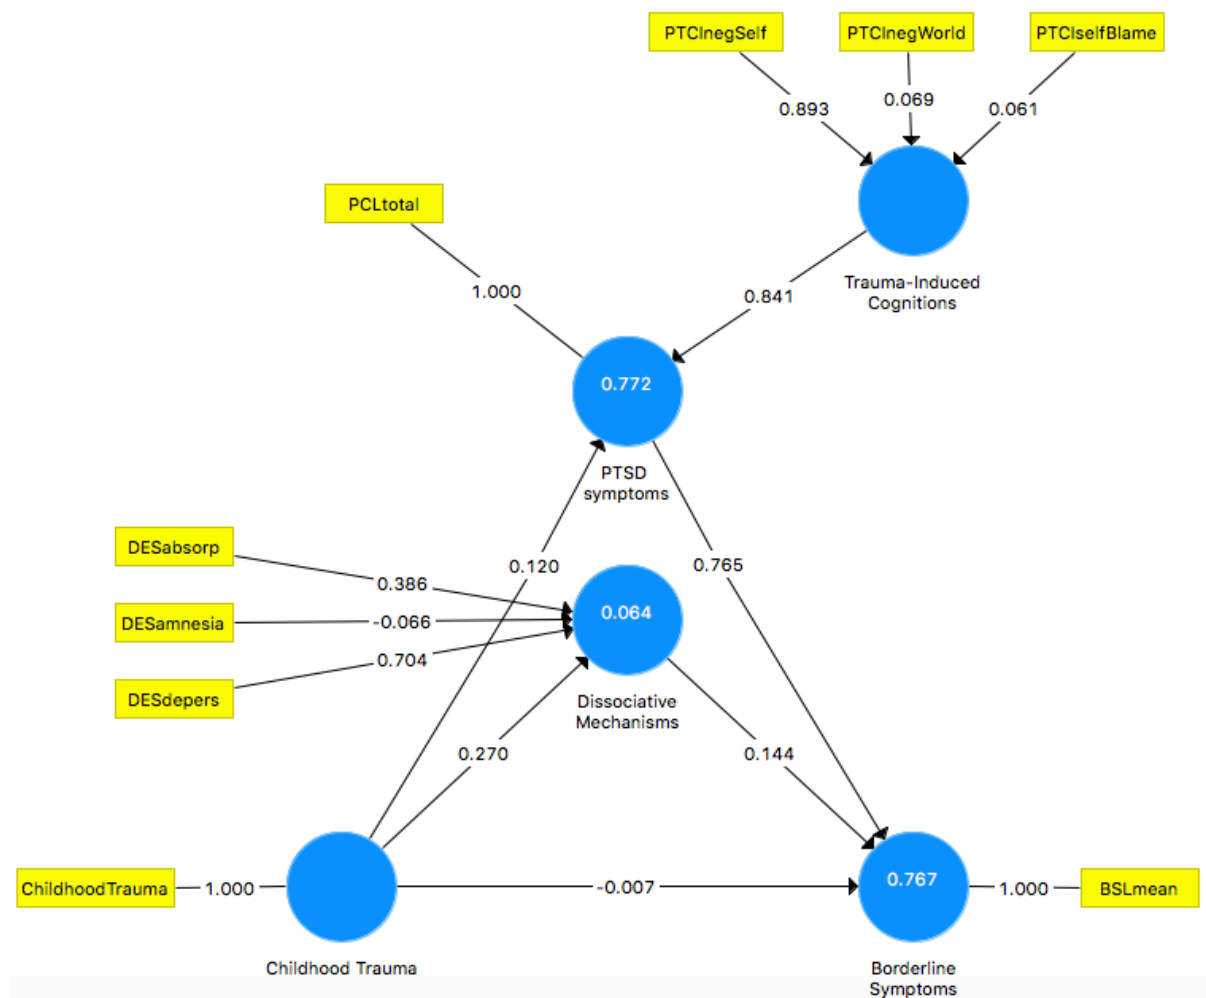 PTCInegSelf
PTCInegWorld
PTCIselfBlame
0.893
0.069
0.061
PCLtotal
1.000
0.841
Trauma-Induced
Cognitions
0.772
PTSD
symptoms
DESabsorp
0.386
DESamnesia
-0.066
DESdepers
0.704
0.120
0.765
0.064
Dissociative
Mechanisms
0.270
0.144
ChildhoodTrauma
1.000
-0.007
0.767
1.000
BSLmean
Childhood Trauma
Borderline
Symptoms